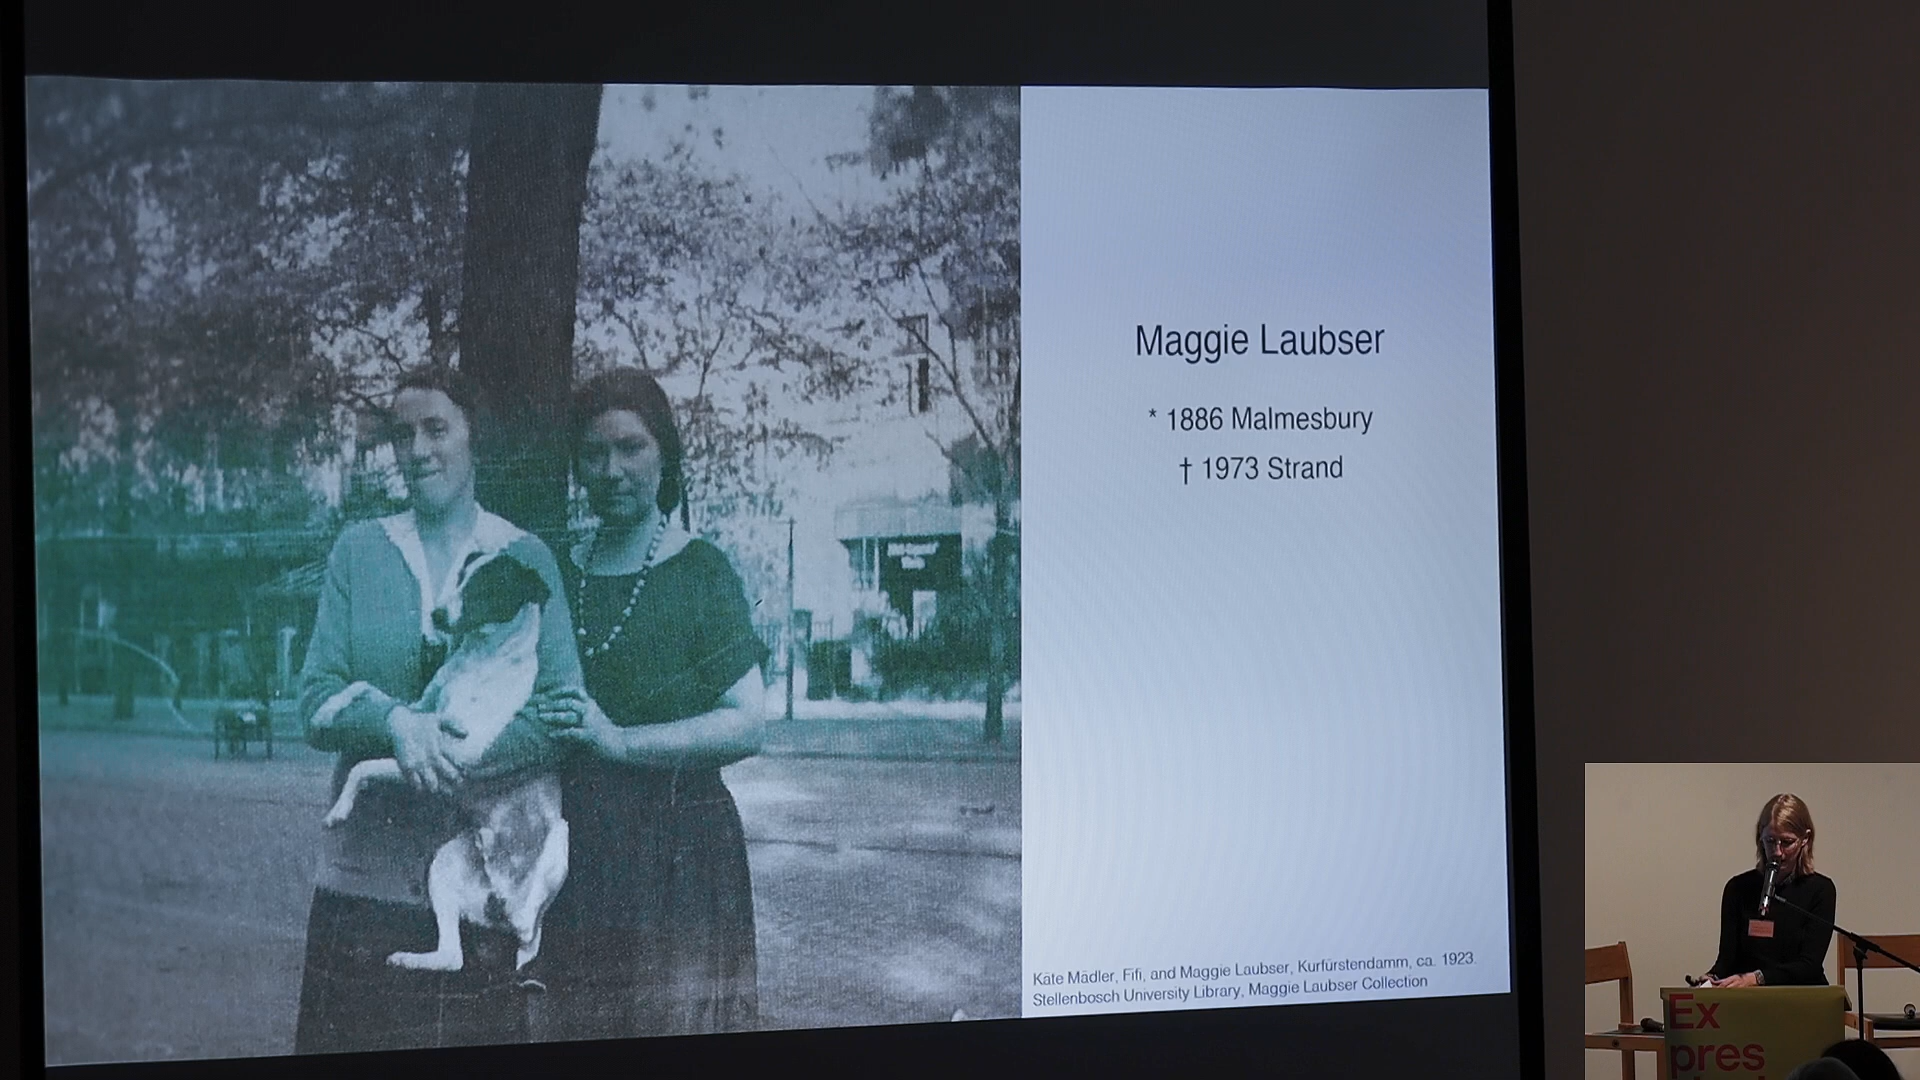 Maggie Laubser
* 1886 Malmesbury
† 1973 Strand
Käte Mädler, Fifi, and Maggie Laubser, Kurfürstendamm, ca. 1923.
Stellenbosch University Library, Maggie Laubser Collection
Ex
pres